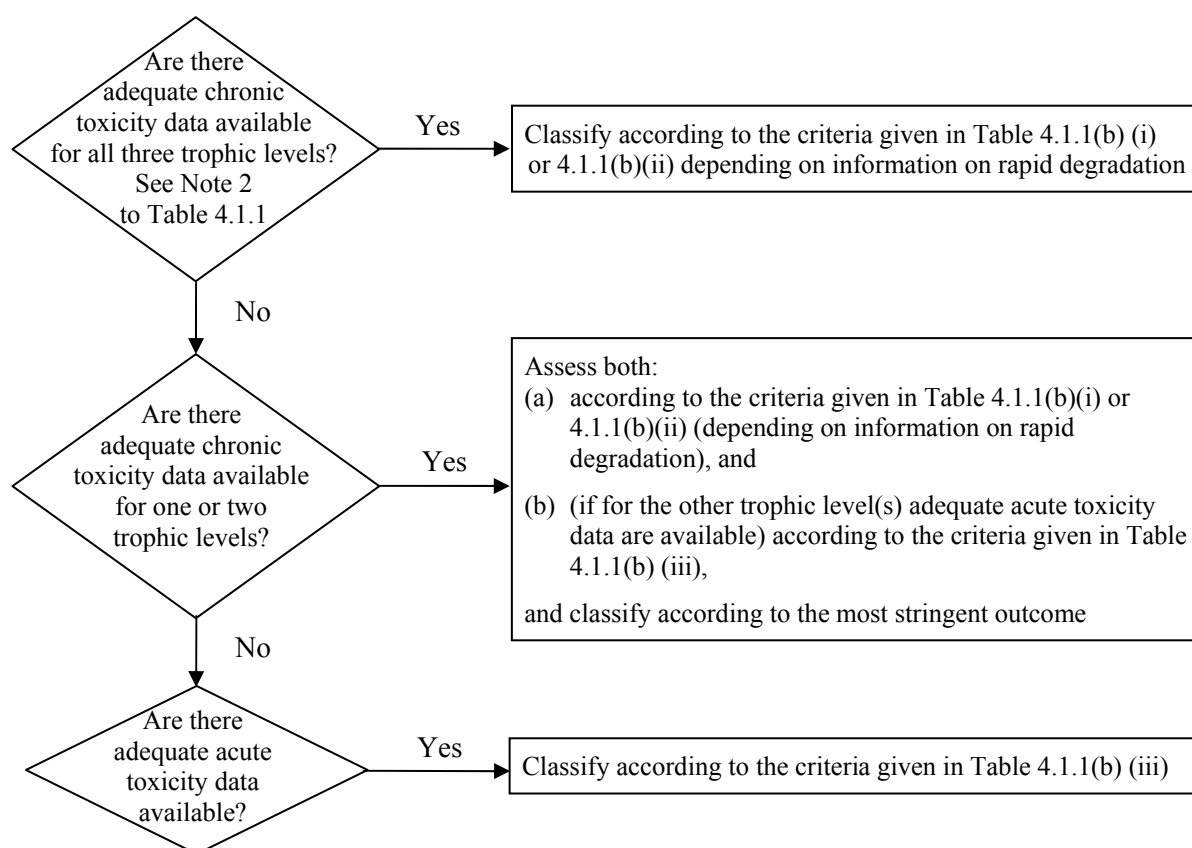 Are there
adequate chronic
toxicity data available
for all three trophic levels?
See Note 2
to Table 4.1.1
Yes
Classify according to the criteria given in Table 4.1.1(b) (i)
or 4.1.1(b)(ii) depending on information on rapid degradation
No
Are there
adequate chronic
toxicity data available
for one or two
trophic levels?
Yes
Assess both:
(a) according to the criteria given in Table 4.1.1(b)(i) or
4.1.1(b)(ii) (depending on information on rapid
degradation), and
(b) (if for the other trophic level(s) adequate acute toxicity
data are available) according to the criteria given in Table
4.1.1(b) (iii),
and classify according to the most stringent outcome
No
Are there
adequate acute
toxicity data
available?
Yes
Classify according to the criteria given in Table 4.1.1(b) (iii)